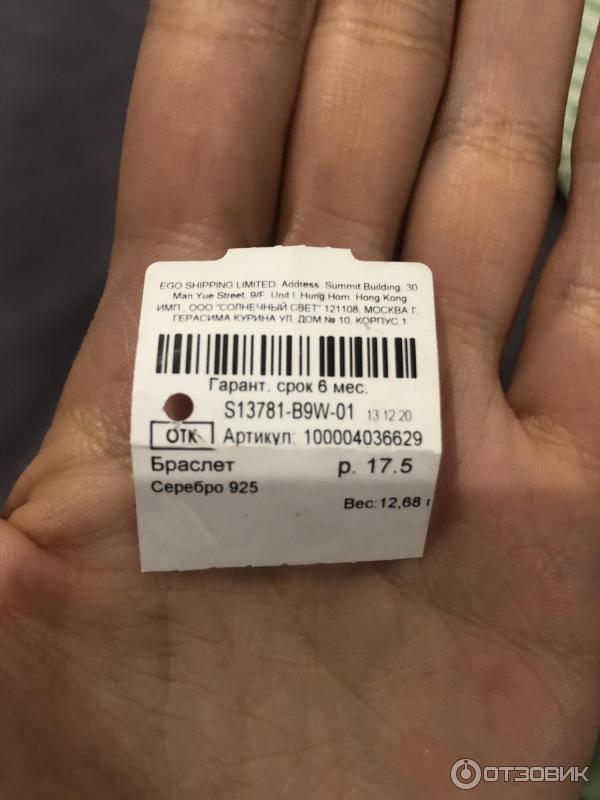 EGO SHIPPING LIMITED. Address: Summit Building, 30
Man Yue Street, 9/F, Unit I, Hung Hom, Hong Kong
ИМП.: ООО "СОЛНЕЧНЫЙ СВЕТ" 121108, МОСКВА Г,
ГЕРАСИМА КУРИНА УЛ, ДОМ № 10, КОРПУС 1
Гарант. срок 6 мес.
S13781-B9W-01 13 12 20
ОТК Артикул: 100004036629
Браслет р. 17.5
Серебро 925
Вес:12,68
ОТЗОВИК